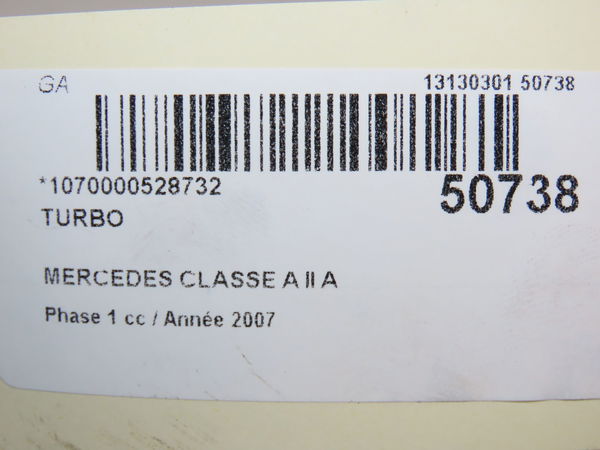 GA 13130301 50738
*1070000528732 50738
TURBO
MERCEDES CLASSE A II A
Phase 1 cc / Année 2007